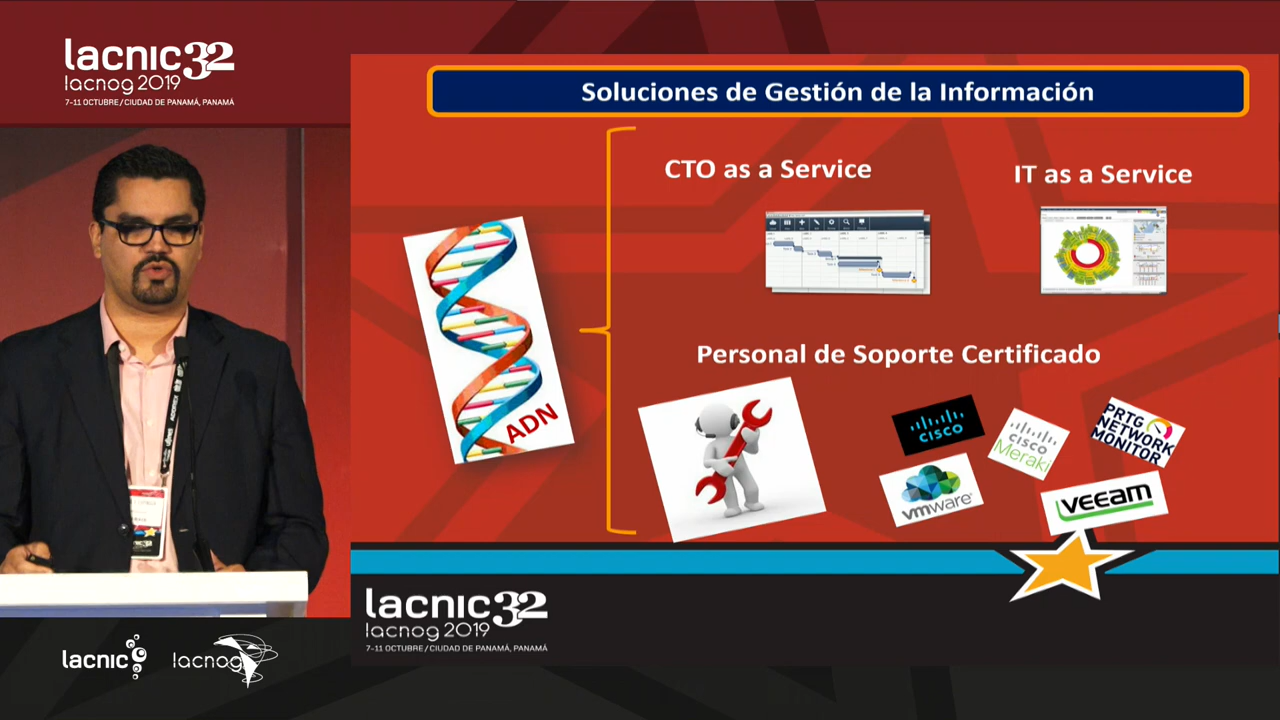 lacnic32
lacnog 2019
7-11 OCTUBRE / CIUDAD DE PANAMÁ, PANAMÁ
Soluciones de Gestión de la Información
CTO as a Service
IT as a Service
ADN
Personal de Soporte Certificado
CISCO
CISCO
Meraki
PRTG
NETWORK
MONITOR
vmware
veeam
lacnic32
lacnog 2019
7-11 OCTUBRE / CIUDAD DE PANAMÁ, PANAMÁ
lacnic
lacnog